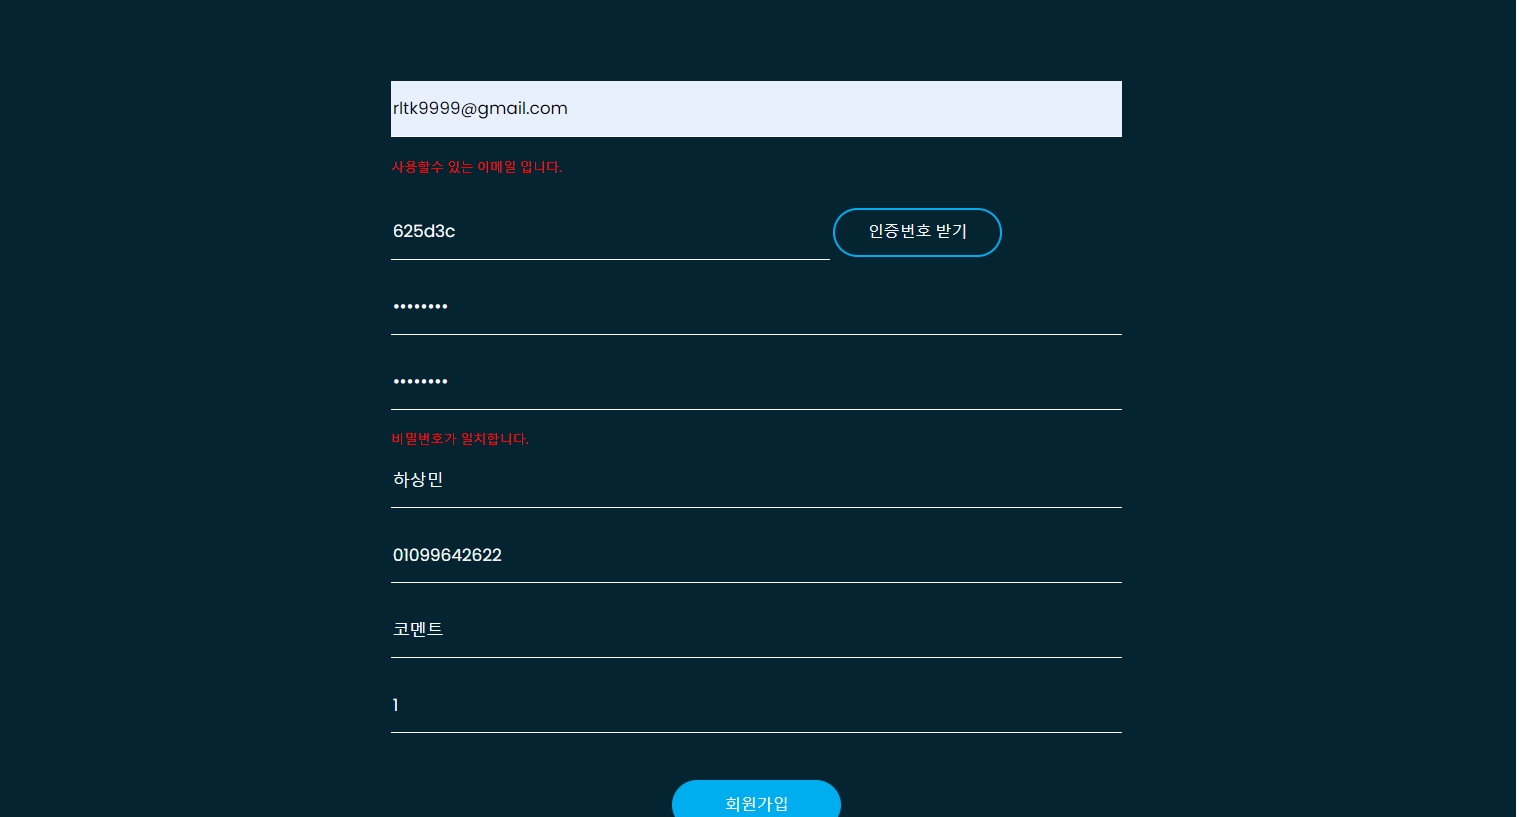 rltk9999@gmail.com
사용할수 있는 이메일 입니다.
625d3c 인증번호 받기
••••••••
••••••••
비밀번호가 일치합니다.
하상민
01099642622
코멘트
1
회원가입